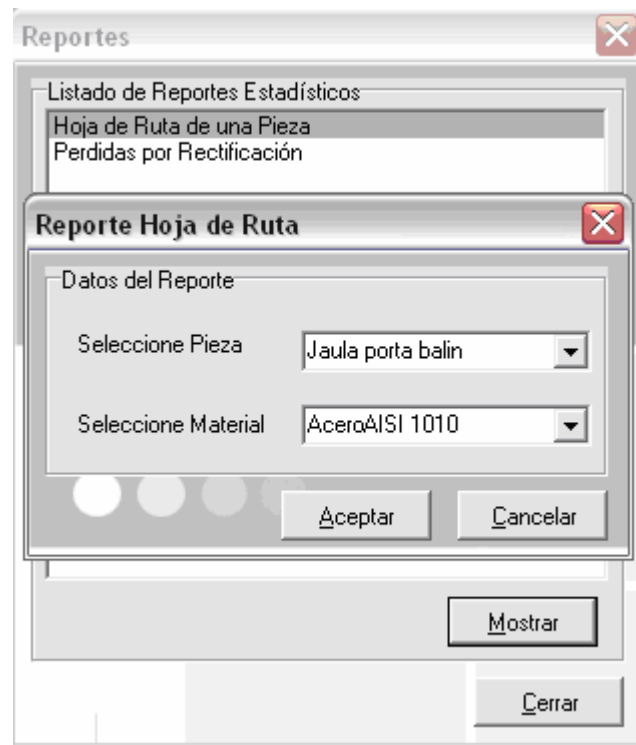 Reportes
Listado de Reportes Estadísticos
Hoja de Ruta de una Pieza
Perdidas por Rectificación
Reporte Hoja de Ruta
Datos del Reporte
Seleccione Pieza
Jaula porta balin
Seleccione Material
AceroAISI 1010
Aceptar
Cancelar
Mostrar
Cerrar